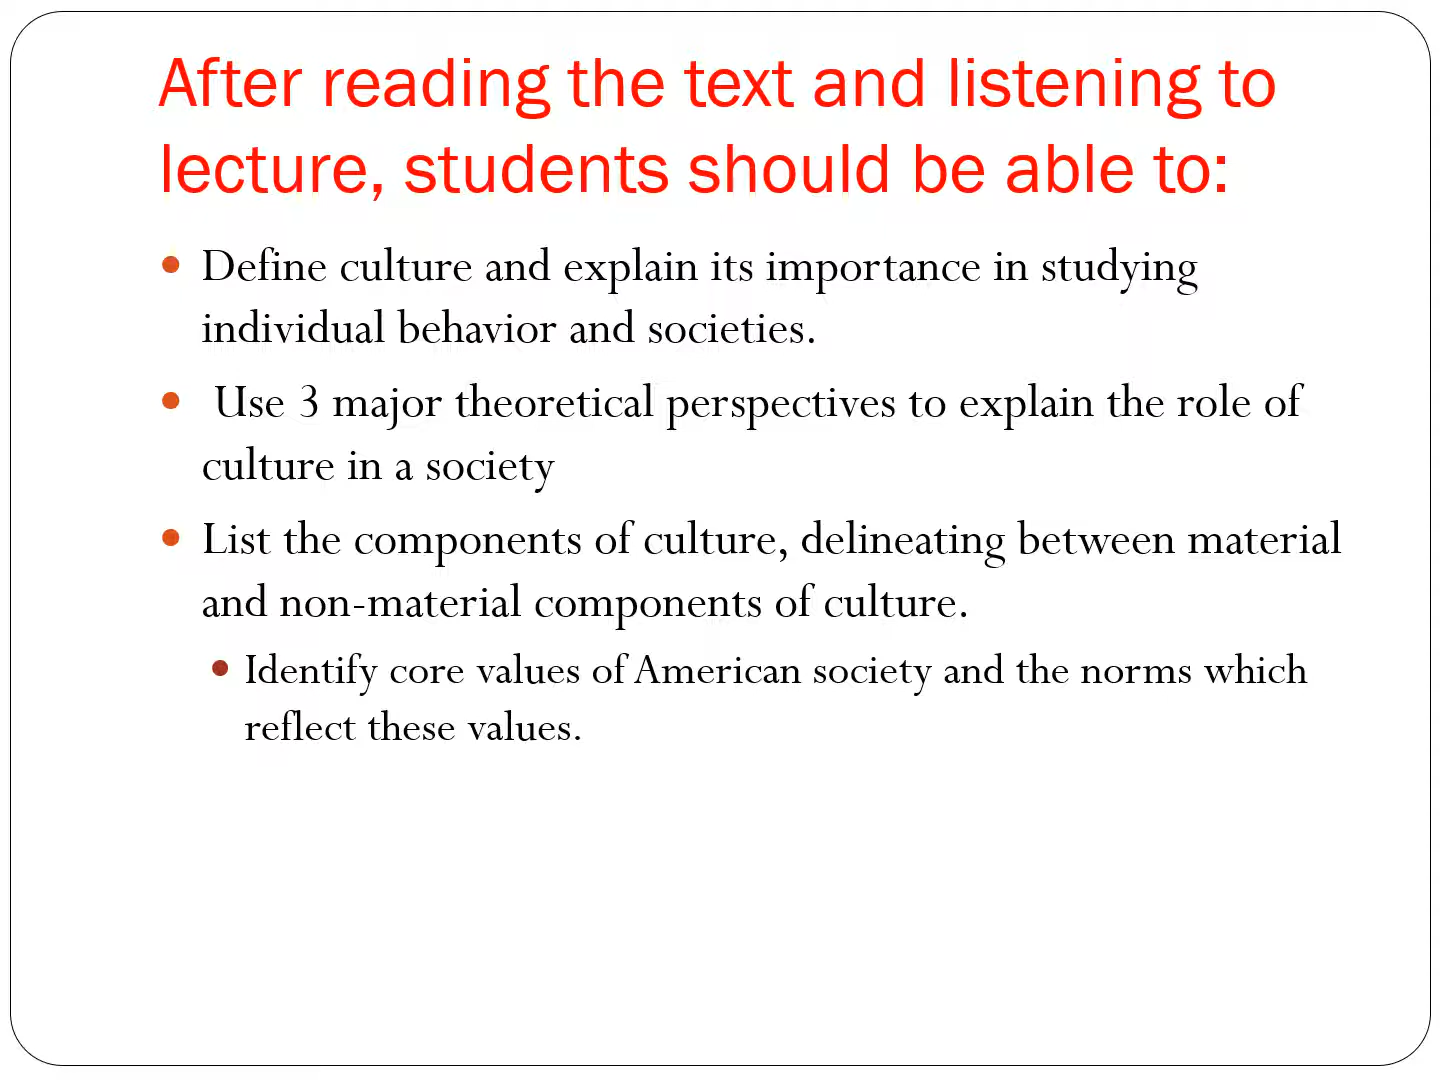 After reading the text and listening to
lecture, students should be able to:
• Define culture and explain its importance in studying
individual behavior and societies.
• Use 3 major theoretical perspectives to explain the role of
culture in a society
• List the components of culture, delineating between material
and non-material components of culture.
• Identify core values of American society and the norms which
reflect these values.